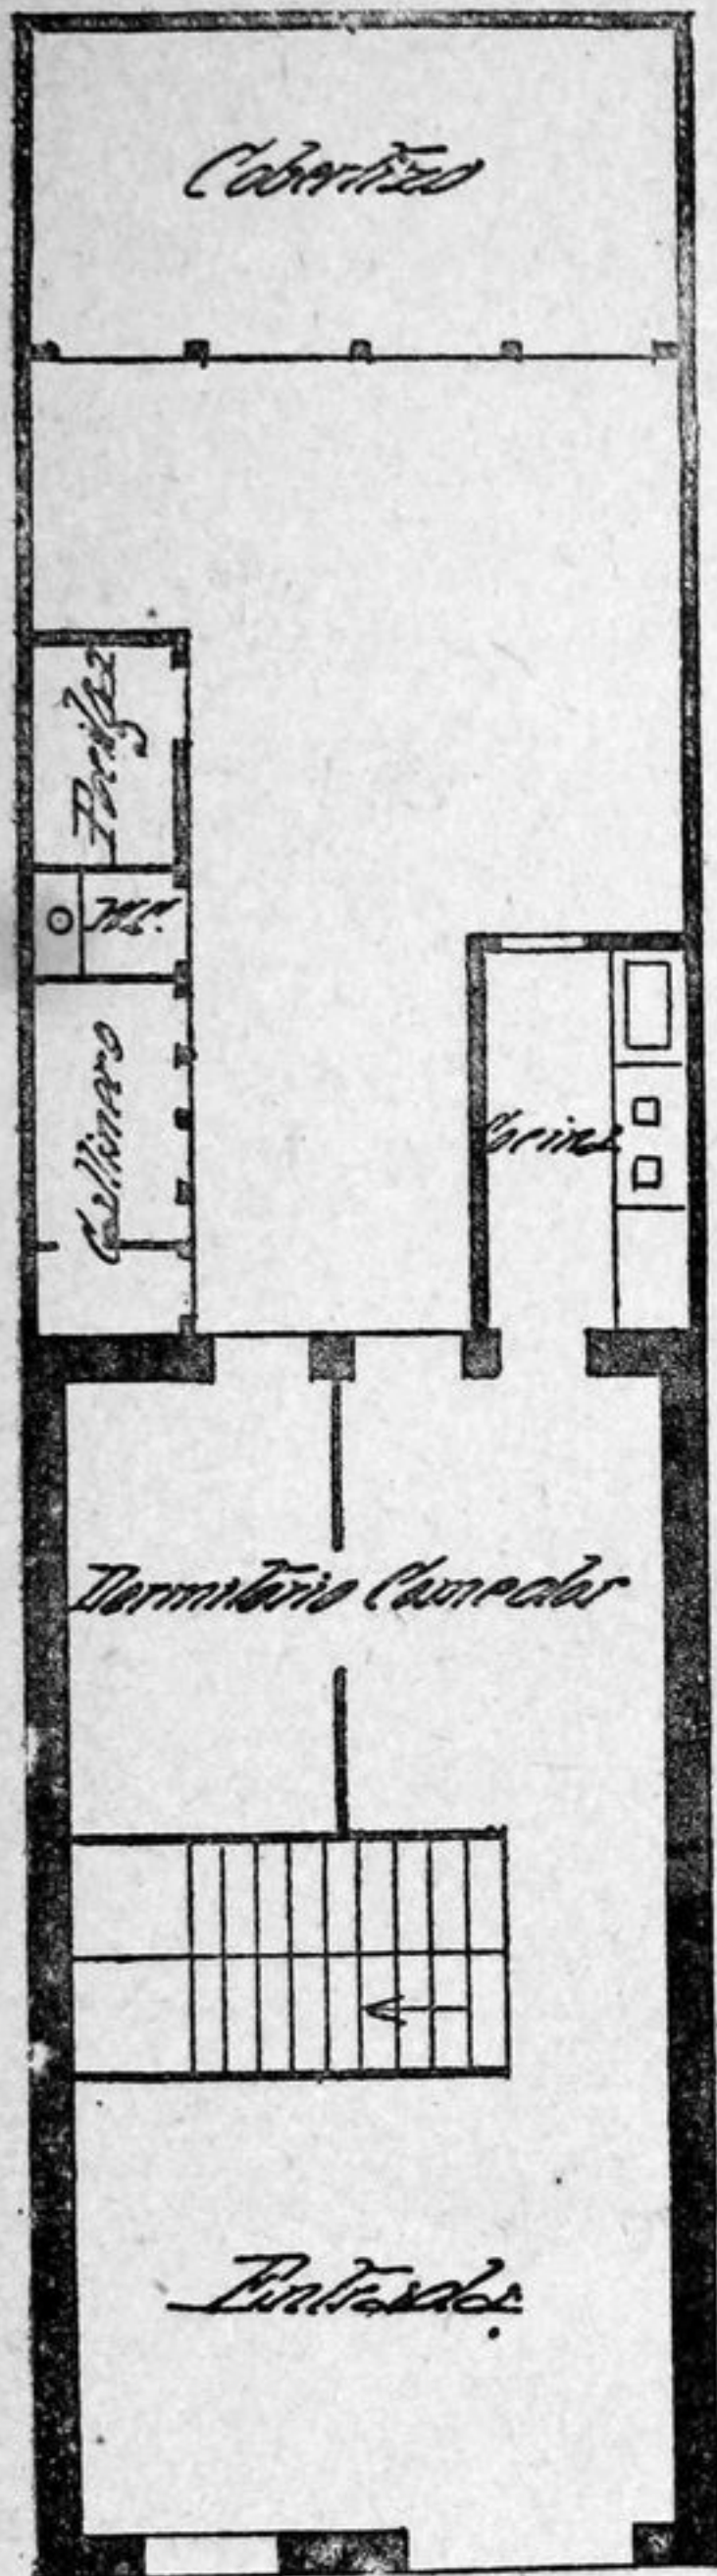 Cobertizo
Pocilga
W.C.
Gallinero
Cocina
Dormitorio Comedor
Entrada